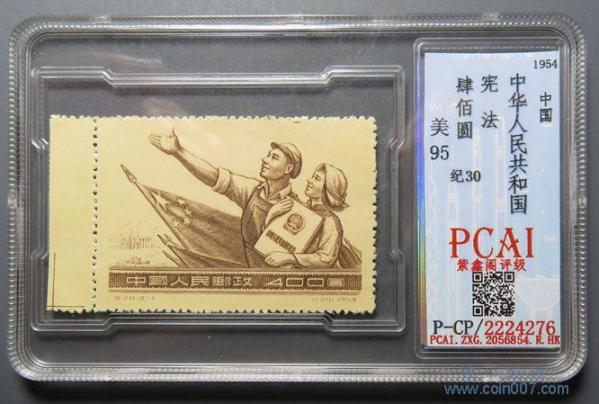 中国人民邮政 400圆
纪30.2-1
(120).1954
1954
中国
中华人民共和国
宪法
肆佰圆
纪30
美
95
PCAI
紫鑫阁评级
P-CP/2224276
PCAI.ZXG.2056854.R.HK
www.coin007.com